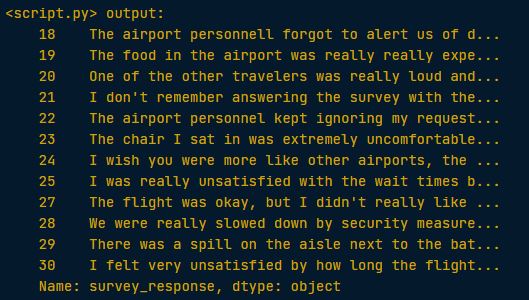 <script.py> output:
18    The airport personnell forgot to alert us of d...
19    The food in the airport was really really expe...
20    One of the other travelers was really loud and...
21    I don't remember answering the survey with the...
22    The airport personnel kept ignoring my request...
23    The chair I sat in was extremely uncomfortable...
24    I wish you were more like other airports, the ...
25    I was really unsatisfied with the wait times b...
27    The flight was okay, but I didn't really like ...
28    We were really slowed down by security measure...
29    There was a spill on the aisle next to the bat...
30    I felt very unsatisfied by how long the flight...
Name: survey_response, dtype: object